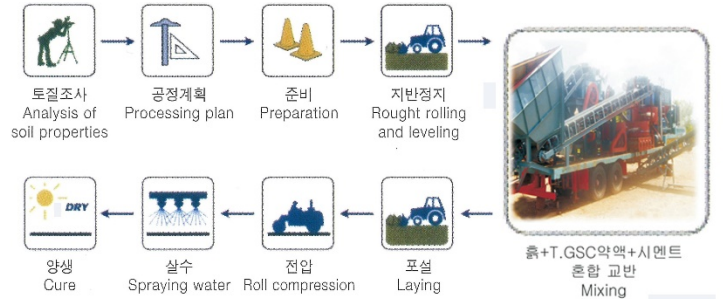 토질조사
Analysis of
soil properties
공정계획
Processing plan
준비
Preparation
지반정지
Rought rolling
and leveling
흙+T.GSC약액+시멘트
혼합 교반
Mixing
포설
Laying
전압
Roll compression
살수
Spraying water
DRY
양생
Cure